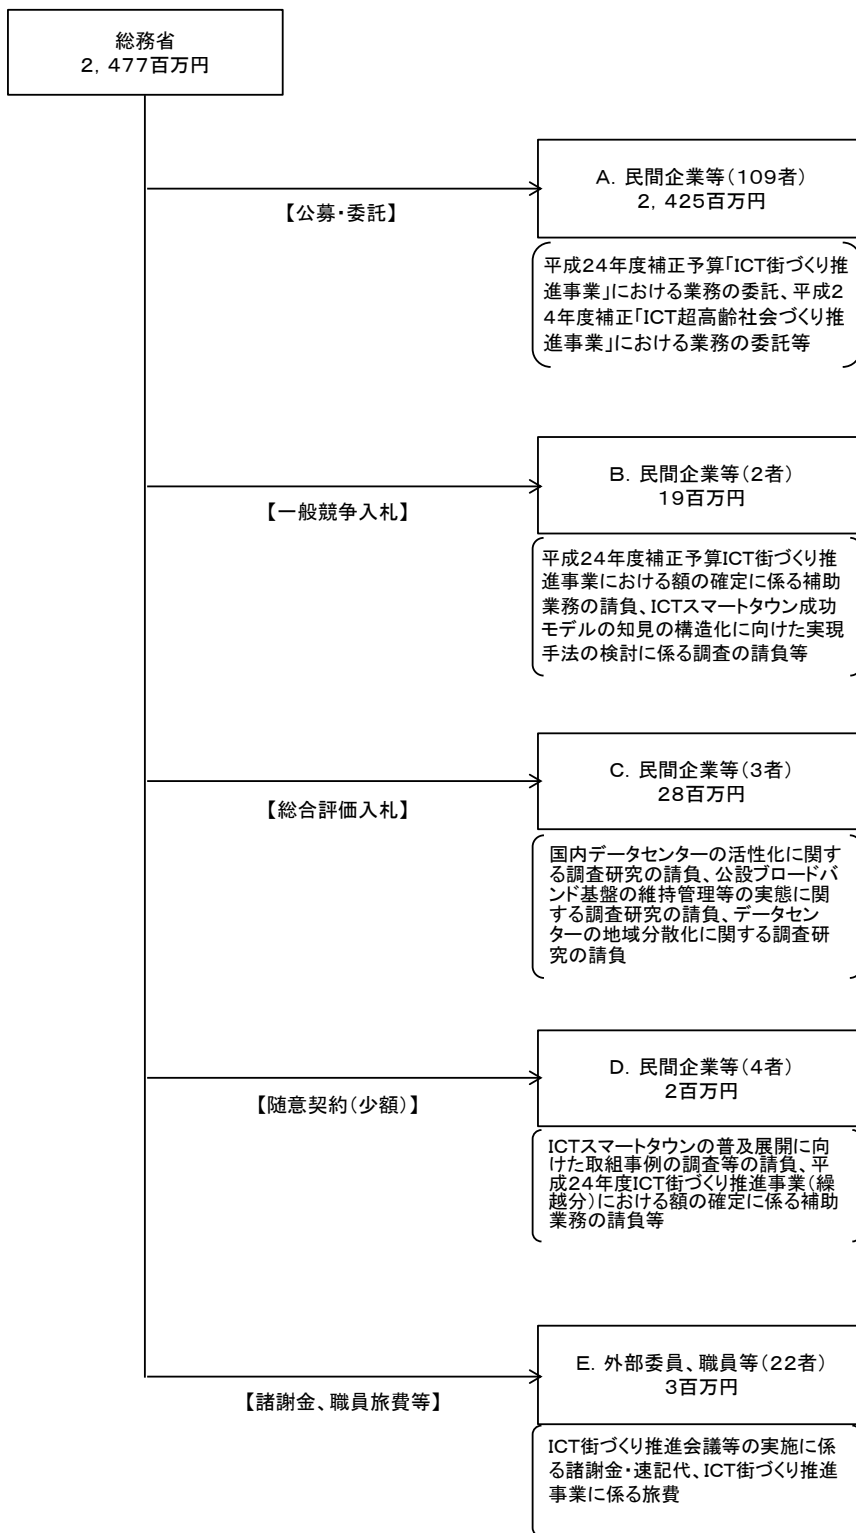 総務省
2，477百万円
A．民間企業等（109者）
2，425百万円
【公募・委託】
平成24年度補正予算「ICT街づくり推
進事業」における業務の委託、平成2
4年度補正「ICT超高齢社会づくり推
進事業」における業務の委託等
B．民間企業等（2者）
19百万円
【一般競争入札】
平成24年度補正予算ICT街づくり推
進事業における額の確定に係る補助
業務の請負、ICTスマートタウン成功
モデルの知見の構造化に向けた実現
手法の検討に係る調査の請負等
C．民間企業等（3者）
28百万円
【総合評価入札】
国内データセンターの活性化に関す
る調査研究の請負、公設ブロードバ
ンド基盤の維持管理等の実態に関
する調査研究の請負、データセン
ターの地域分散化に関する調査研
究の請負
D．民間企業等（4者）
2百万円
【随意契約（少額）】
ICTスマートタウンの普及展開に向
けた取組事例の調査等の請負、平
成24年度ICT街づくり推進事業（繰
越分）における額の確定に係る補助
業務の請負等
E．外部委員、職員等（22者）
3百万円
【諸謝金、職員旅費等】
ICT街づくり推進会議等の実施に係
る諸謝金・速記代、ICT街づくり推進
事業に係る旅費